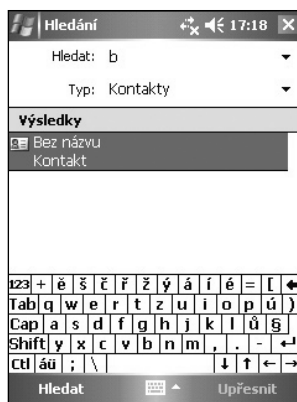 Hledání 17:18
Hledat: b
Typ: Kontakty
Výsledky
Bez názvu
Kontakt
123 + ě š č ř ž ý á í é = [
Tab q w e r t z u i o p ú )
Cap a s d f g h j k l ů §
Shift y x c v b n m , . -
Ctl áü ; \ ↓ ↑ ← →
Hledat Upřesnit